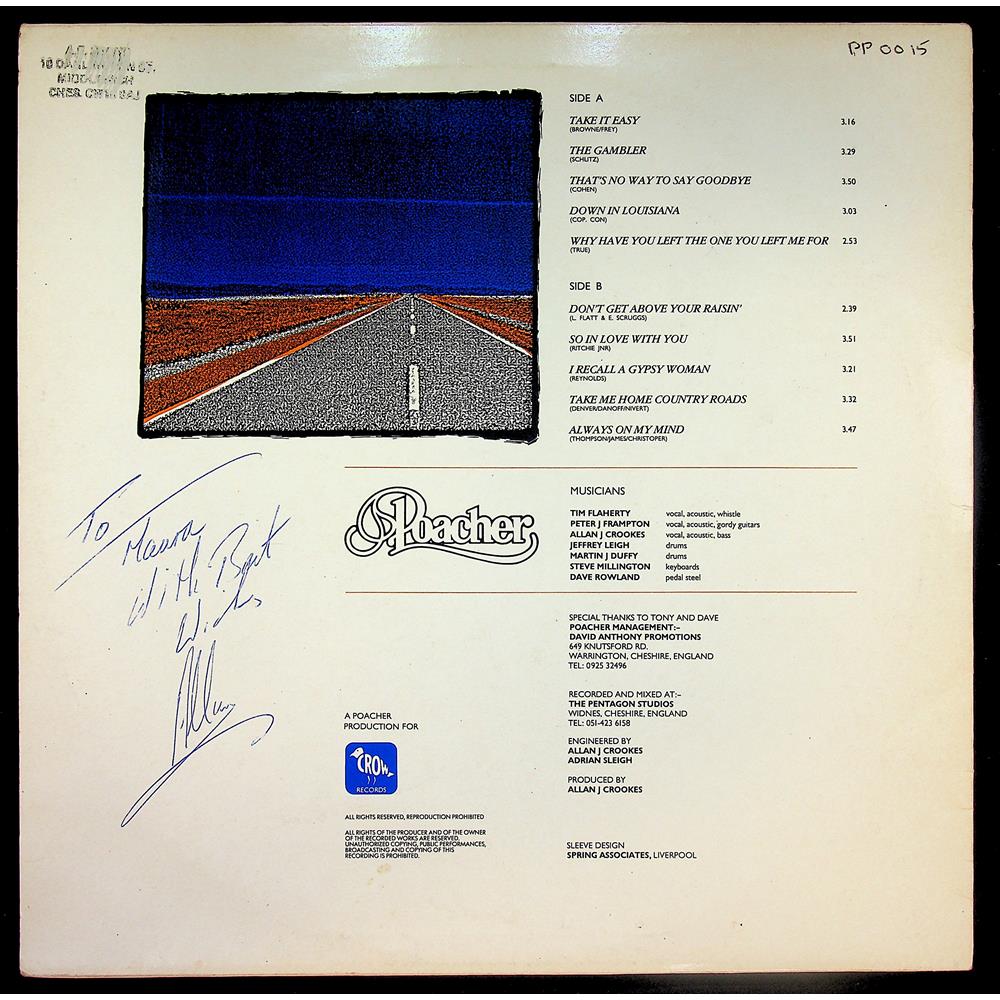 MIDDLEWICH
PP 0015
SIDE A
TAKE IT EASY 3.16
(BROWNE/FREY)
THE GAMBLER 3.29
(SCHLITZ)
THAT'S NO WAY TO SAY GOODBYE 3.50
(COHEN)
DOWN IN LOUISIANA 3.03
(COP. CON)
WHY HAVE YOU LEFT THE ONE YOU LEFT ME FOR 2.53
(TRUE)
SIDE B
DON'T GET ABOVE YOUR RAISIN' 2.39
(L. FLATT & E. SCRUGGS)
SO IN LOVE WITH YOU 3.51
(RITCHIE JNR)
I RECALL A GYPSY WOMAN 3.21
(REYNOLDS)
TAKE ME HOME COUNTRY ROADS 3.32
(DENVER/DANOFF/NIVERT)
ALWAYS ON MY MIND 3.47
(THOMPSON/JAMES/CHRISTOPER)
To Maura
With Best
Wishes
Allan
Poacher
MUSICIANS
TIM FLAHERTY vocal, acoustic, whistle
PETER J FRAMPTON vocal, acoustic, gordy guitars
ALLAN J CROOKES vocal, acoustic, bass
JEFFREY LEIGH drums
MARTIN J DUFFY drums
STEVE MILLINGTON keyboards
DAVE ROWLAND pedal steel
SPECIAL THANKS TO TONY AND DAVE
POACHER MANAGEMENT:-
DAVID ANTHONY PROMOTIONS
649 KNUTSFORD RD.
WARRINGTON, CHESHIRE, ENGLAND
TEL: 0925 32496
RECORDED AND MIXED AT:-
THE PENTAGON STUDIOS
WIDNES, CHESHIRE, ENGLAND
TEL: 051-423 6158
ENGINEERED BY
ALLAN J CROOKES
ADRIAN SLEIGH
PRODUCED BY
ALLAN J CROOKES
SLEEVE DESIGN
SPRING ASSOCIATES, LIVERPOOL
A POACHER
PRODUCTION FOR
CROW
RECORDS
ALL RIGHTS RESERVED, REPRODUCTION PROHIBITED
ALL RIGHTS OF THE PRODUCER AND OF THE OWNER
OF THE RECORDED WORKS ARE RESERVED.
UNAUTHORIZED COPYING, PUBLIC PERFORMANCES,
BROADCASTING AND COPYING OF THIS
RECORDING IS PROHIBITED.